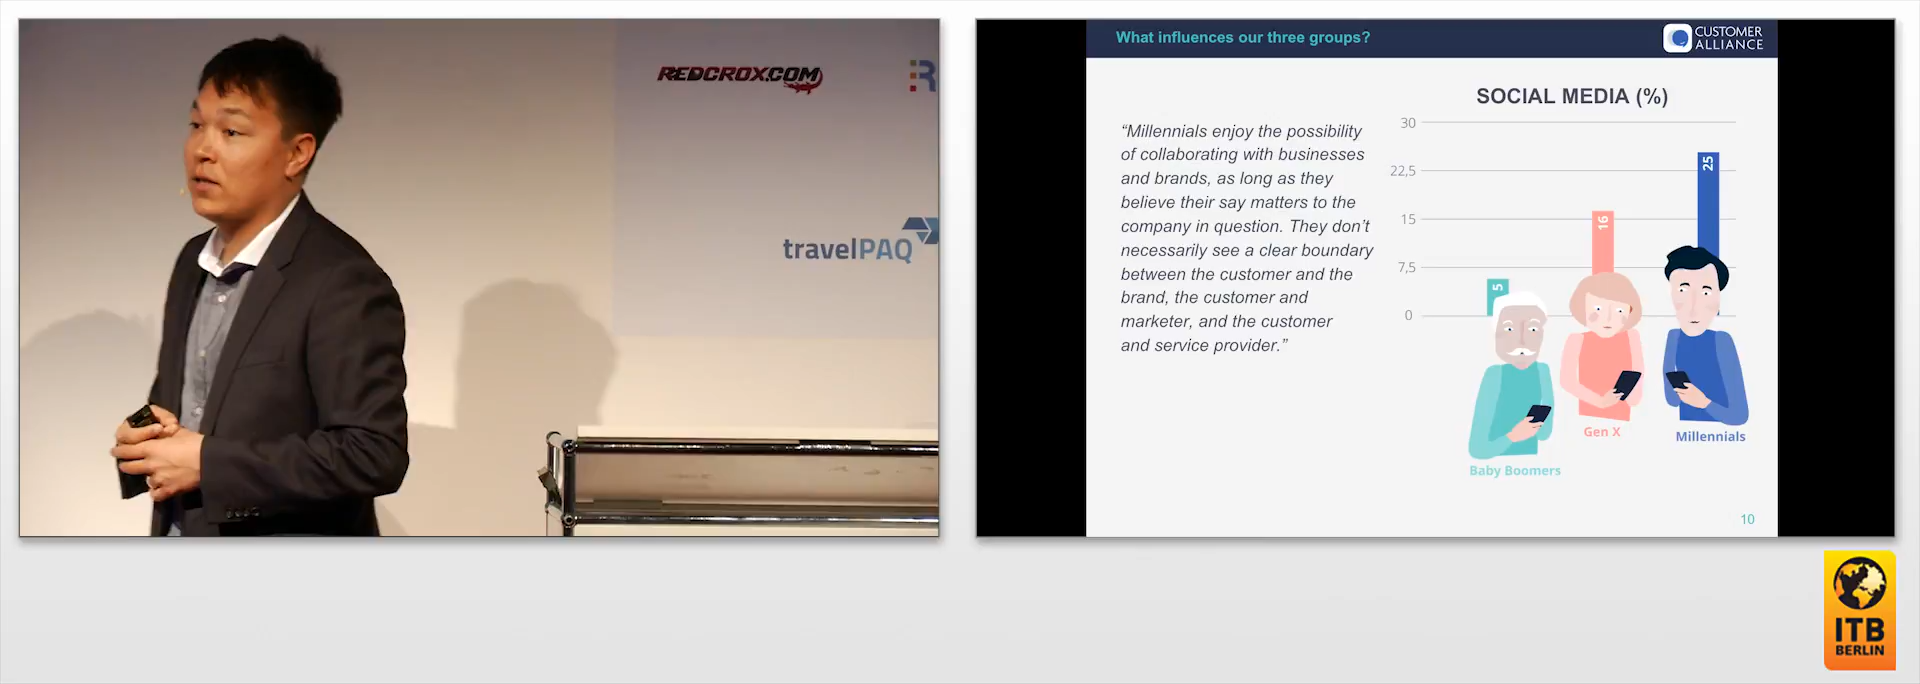 REDCROX.COM
R
travelPAQ
What influences our three groups?
CUSTOMER
ALLIANCE
SOCIAL MEDIA (%)
“Millennials enjoy the possibility
of collaborating with businesses
and brands, as long as they
believe their say matters to the
company in question. They don’t
necessarily see a clear boundary
between the customer and the
brand, the customer and
marketer, and the customer
and service provider.”
30
22,5
15
7,5
0
5
16
25
Baby Boomers
Gen X
Millennials
10
ITB
BERLIN